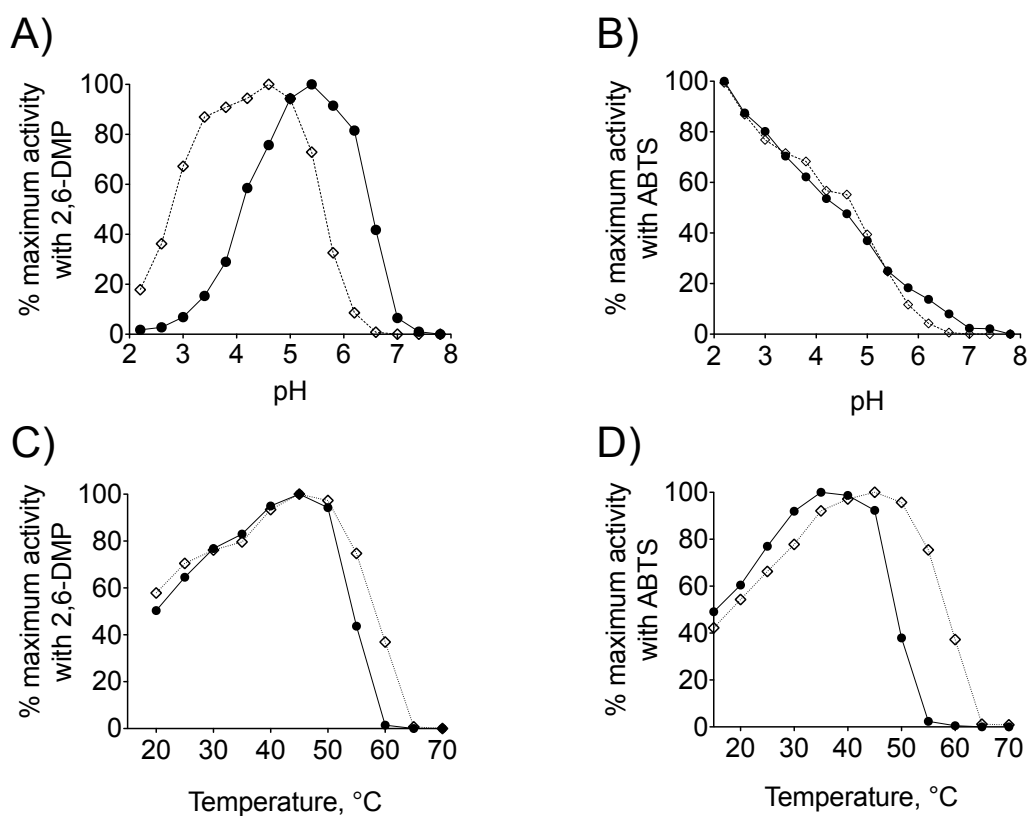 A)
% maximum activity
with 2,6-DMP
100
80
60
40
20
0
2 3 4 5 6 7 8
pH
B)
% maximum activity
with ABTS
100
80
60
40
20
0
2 3 4 5 6 7 8
pH
C)
% maximum activity
with 2,6-DMP
100
80
60
40
20
0
20 30 40 50 60 70
Temperature, °C
D)
% maximum activity
with ABTS
100
80
60
40
20
0
20 30 40 50 60 70
Temperature, °C